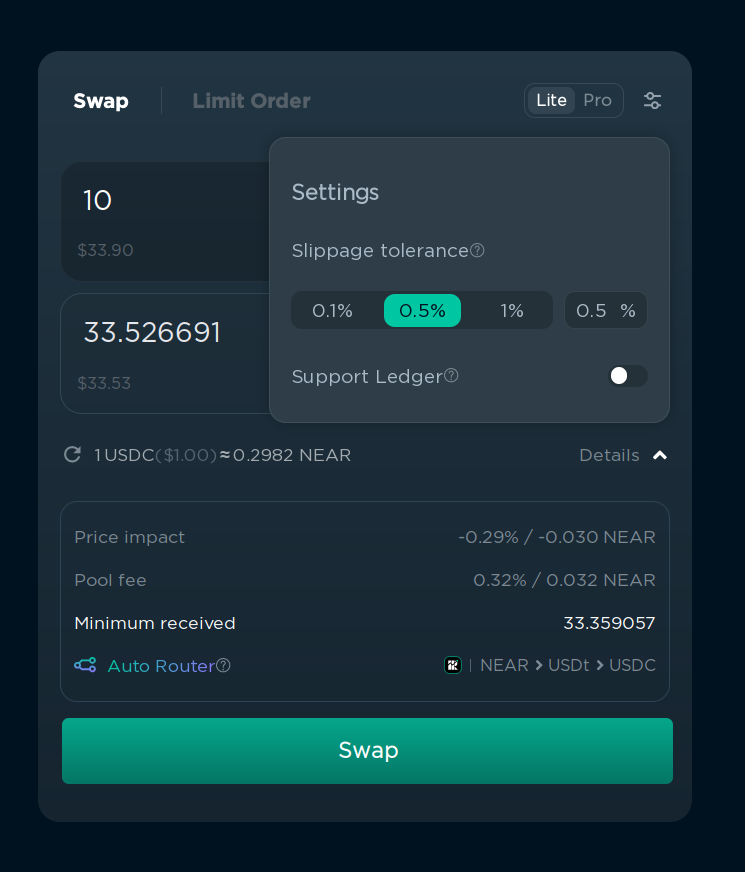 Swap Limit Order Lite Pro
10
$33.90
33.526691
$33.53
Settings
Slippage tolerance?
0.1% 0.5% 1% 0.5 %
Support Ledger?
1 USDC($1.00)≈0.2982 NEAR Details
Price impact -0.29% / -0.030 NEAR
Pool fee 0.32% / 0.032 NEAR
Minimum received 33.359057
Auto Router? | NEAR > USDt > USDC
Swap